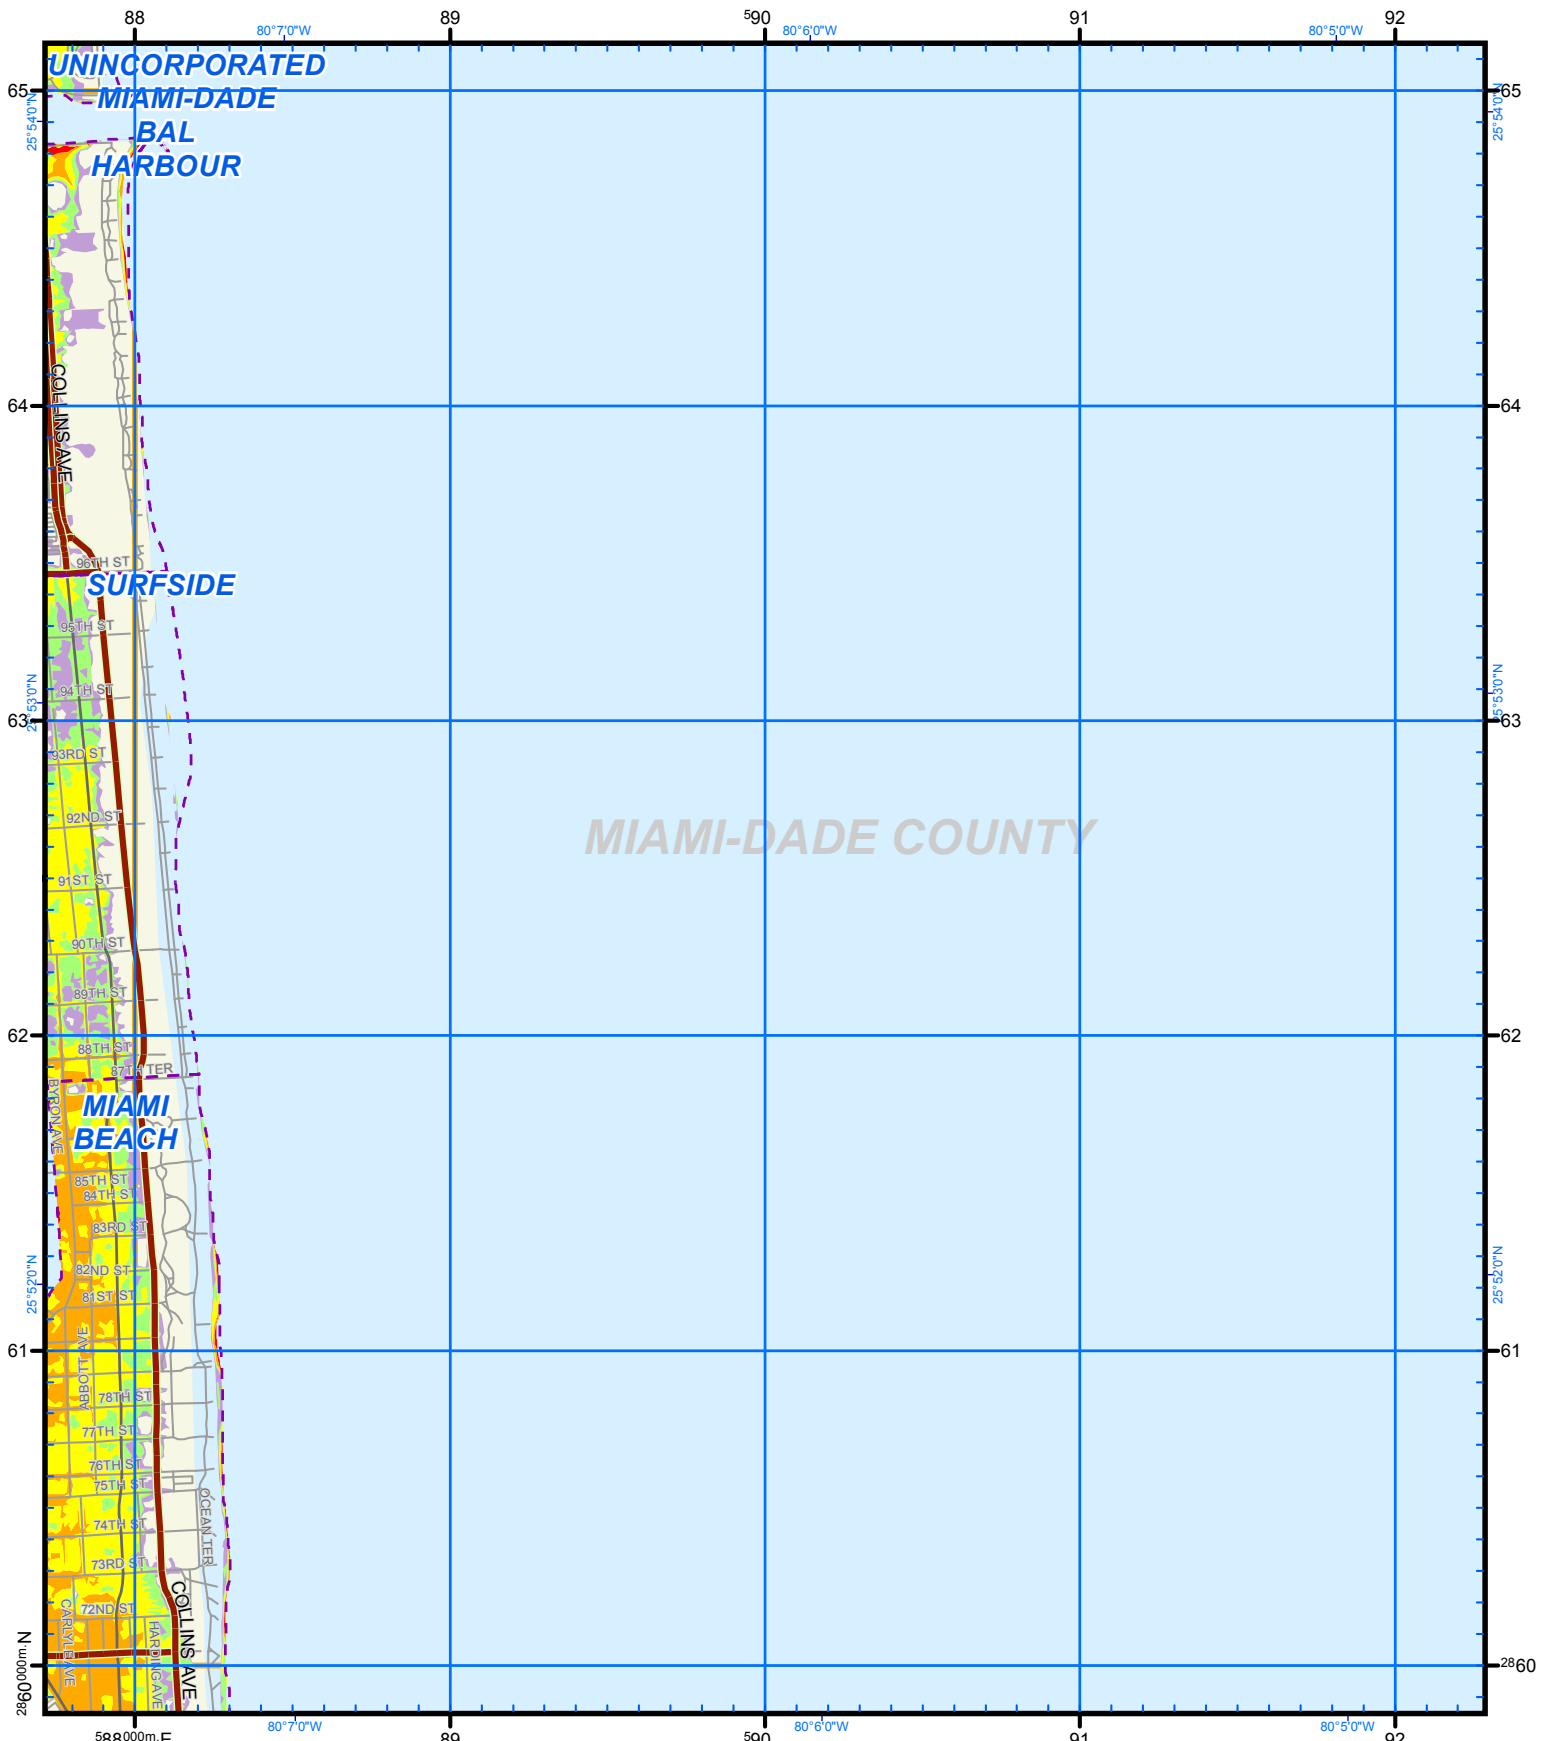 88 89 590 91 92
80°7'0"W 80°6'0"W 80°5'0"W
UNINCORPORATED
65 65
MIAMI-DADE
25°54'0"N 25°54'0"N
BAL
HARBOUR
COLLINS AVE
64 64
96TH ST
SURFSIDE
95TH ST
94TH ST
25°53'0"N 25°53'0"N
63 63
93RD ST
92ND ST
MIAMI-DADE COUNTY
91ST ST
90TH ST
89TH ST
62 62
88TH ST
87TH TER
BYRON AVE
MIAMI
BEACH
85TH ST
84TH ST
83RD ST
82ND ST
25°52'0"N 25°52'0"N
81ST ST
61 61
ABBOTT AVE
78TH ST
77TH ST
76TH ST
75TH ST
OCEAN TER
74TH ST
73RD ST
72ND ST
CARLYLE AVE
HARDING AVE
COLLINS AVE
2860000m.N 2860
80°7'0"W 80°6'0"W 80°5'0"W
588000m.E 89 590 91 92